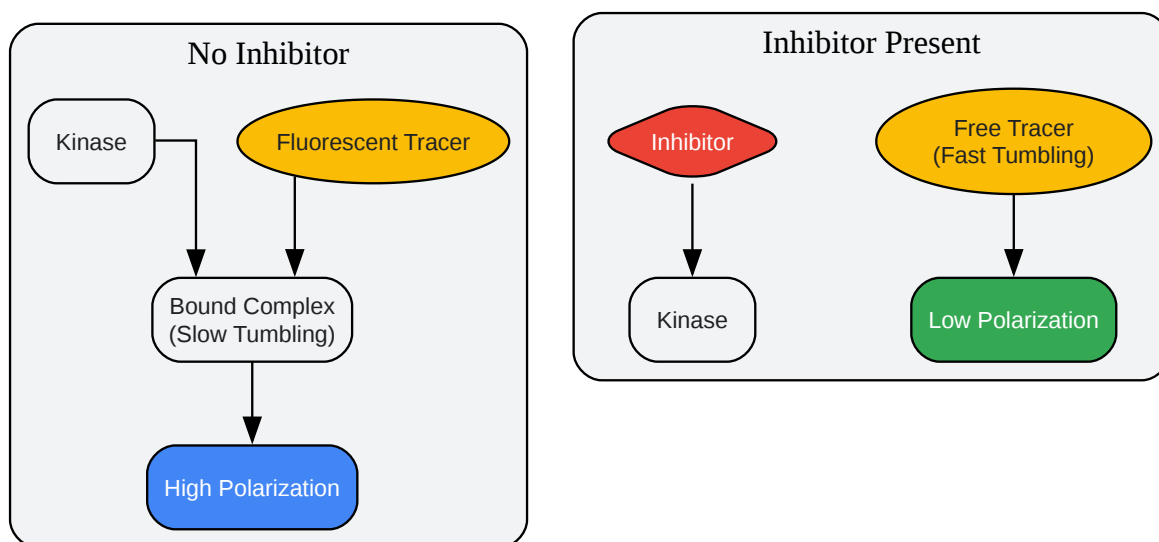 No Inhibitor
Kinase
Fluorescent Tracer
Bound Complex
(Slow Tumbling)
High Polarization
Inhibitor Present
Inhibitor
Free Tracer
(Fast Tumbling)
Kinase
Low Polarization